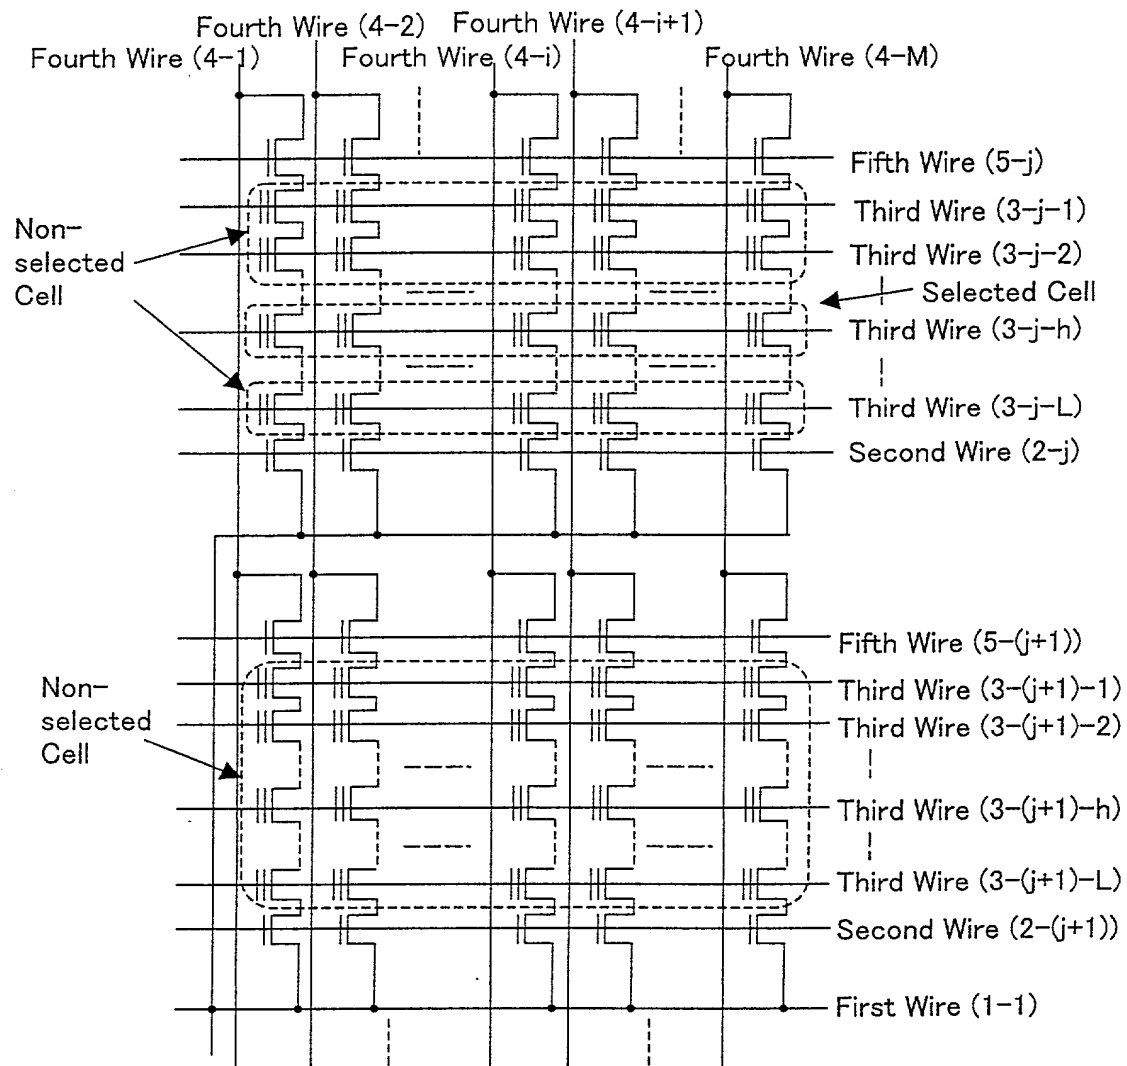 Fourth Wire (4-2)
Fourth Wire (4-i+1)
Fourth Wire (4-1)
Fourth Wire (4-i)
Fourth Wire (4-M)
Fifth Wire (5-j)
Third Wire (3-j-1)
Non-
selected
Cell
Third Wire (3-j-2)
Selected Cell
Third Wire (3-j-h)
Third Wire (3-j-L)
Second Wire (2-j)
Fifth Wire (5-(j+1))
Non-
selected
Cell
Third Wire (3-(j+1)-1)
Third Wire (3-(j+1)-2)
Third Wire (3-(j+1)-h)
Third Wire (3-(j+1)-L)
Second Wire (2-(j+1))
First Wire (1-1)